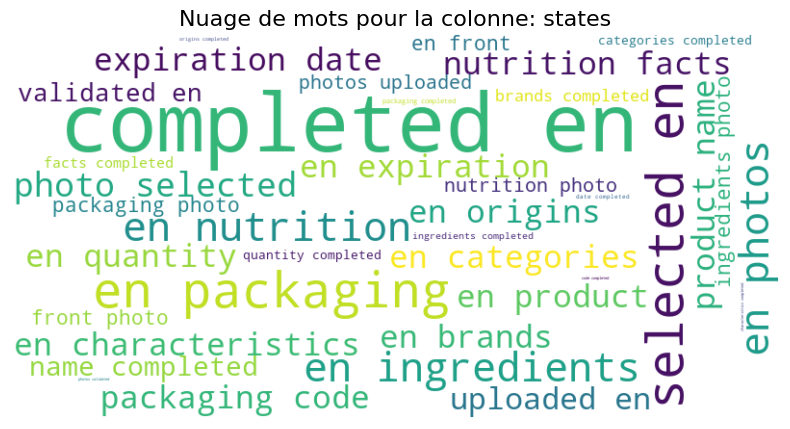 Nuage de mots pour la colonne: states
origins completed
en front
categories completed
expiration date
nutrition facts
photos uploaded
validated en
brands completed
packaging completed
completed en
selected en
product name
ingredients photo
en photos
facts completed
en expiration
photo selected
nutrition photo
date completed
packaging photo
en origins
en nutrition
ingredients completed
en quantity
quantity completed
en categories
code completed
en packaging
en product
characteristics completed
front photo
en characteristics
en brands
name completed
en ingredients
photos validated
packaging code
uploaded en